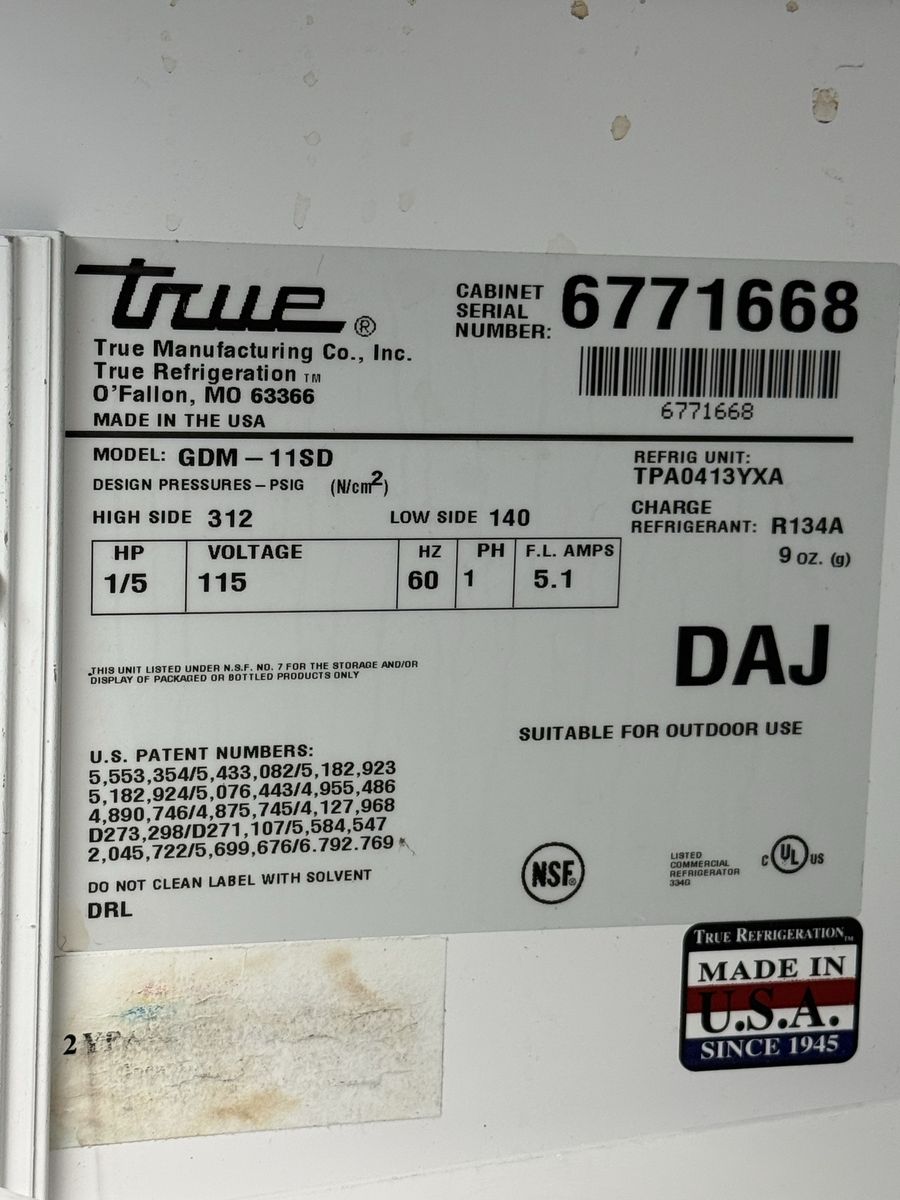 true®
True Manufacturing Co., Inc.
True Refrigeration TM
O'Fallon, MO 63366
MADE IN THE USA
CABINET
SERIAL
NUMBER: 6771668
6771668
MODEL: GDM – 11SD
DESIGN PRESSURES – PSIG (N/cm²)
HIGH SIDE 312 LOW SIDE 140
REFRIG UNIT:
TPA0413YXA
CHARGE
REFRIGERANT: R134A
9 OZ. (g)
HP VOLTAGE HZ PH F.L. AMPS
1/5 115 60 1 5.1
DAJ
THIS UNIT LISTED UNDER N.S.F. NO. 7 FOR THE STORAGE AND/OR
DISPLAY OF PACKAGED OR BOTTLED PRODUCTS ONLY
SUITABLE FOR OUTDOOR USE
U.S. PATENT NUMBERS:
5,553,354/5,433,082/5,182,923
5,182,924/5,076,443/4,955,486
4,890,746/4,875,745/4,127,968
D273,298/D271,107/5,584,547
2,045,722/5,699,676/6.792.769
DO NOT CLEAN LABEL WITH SOLVENT
DRL
NSF®
LISTED
COMMERCIAL
REFRIGERATOR
334G
C UL US
TRUE REFRIGERATION TM
MADE IN
U.S.A.
SINCE 1945
2